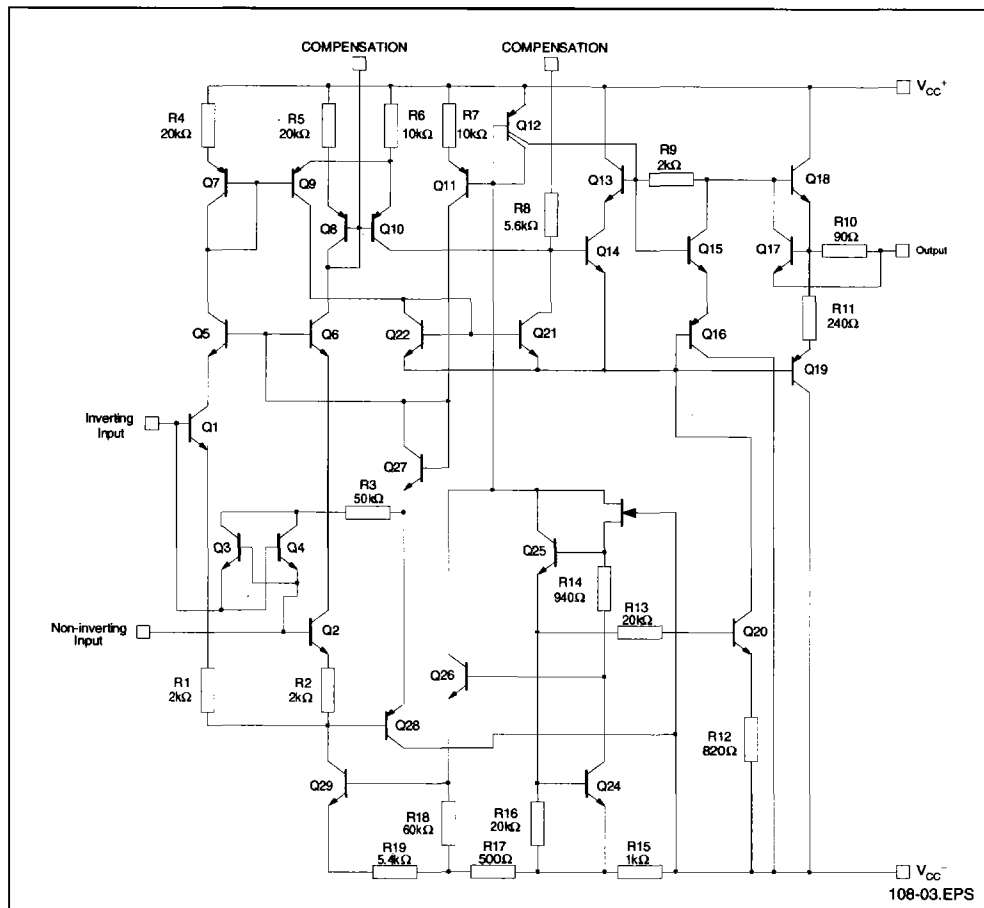 COMPENSATION COMPENSATION
VCC+
R4 20kΩ
R5 20kΩ
R6 10kΩ
R7 10kΩ
Q12
Q7
Q9
Q11
Q13
R9 2kΩ
Q18
Q8
Q10
R8 5.6kΩ
Q14
Q15
Q17
R10 90Ω
Output
Q5
Q6
Q22
Q21
Q16
R11 240Ω
Q19
Inverting
Input
Q1
Q27
R3 50kΩ
Q3
Q4
Q25
R14 940Ω
R13 20kΩ
Q20
Non-inverting
Input
Q2
Q26
R1 2kΩ
R2 2kΩ
Q28
R12 820Ω
Q29
R18 60kΩ
R16 20kΩ
Q24
R19 5.4kΩ
R17 500Ω
R15 1kΩ
VCC−
108-03.EPS